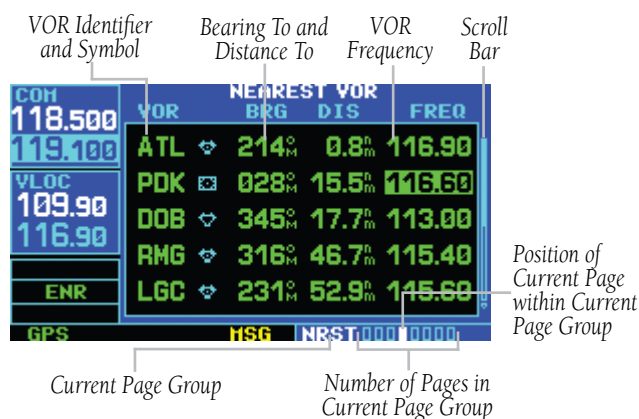 VOR Identifier
and Symbol
Bearing To and
Distance To
VOR
Frequency
Scroll
Bar
COM
118.500
119.100
VLOC
109.90
116.90
ENR
GPS
NEAREST VOR
VOR BRG DIS FREQ
ATL 214°M 0.8nm 116.90
PDK 028°M 15.5nm 116.60
DOB 345°M 17.7nm 113.00
RMG 316°M 46.7nm 115.40
LGC 231°M 52.9nm 115.60
MSG
NRST
Position of
Current Page
within Current
Page Group
Current Page Group
Number of Pages in
Current Page Group